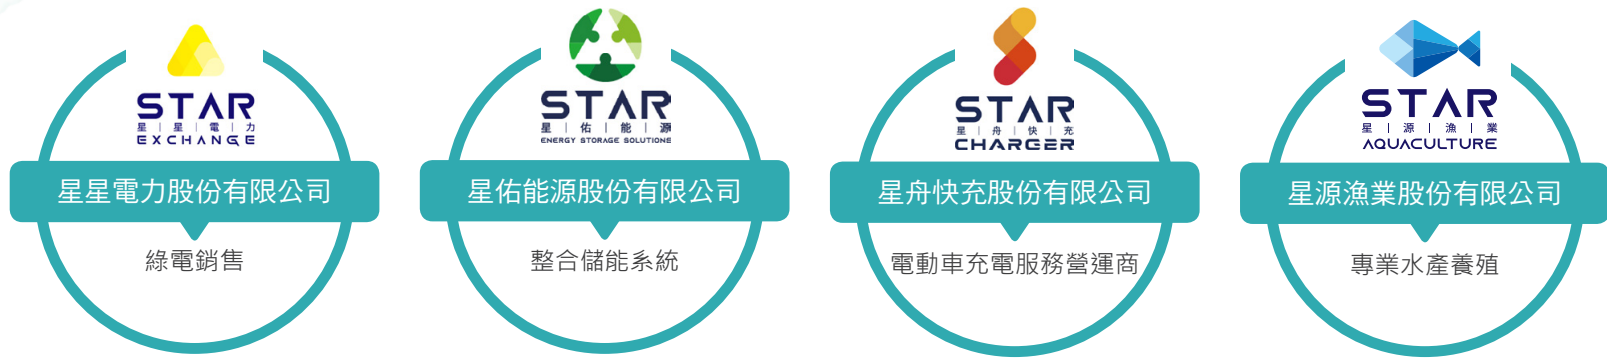 STAR
星｜星｜電｜力
EXCHANGE
星星電力股份有限公司
綠電銷售
STAR
星｜佑｜能｜源
ENERGY STORAGE SOLUTIONS
星佑能源股份有限公司
整合儲能系統
STAR
星｜舟｜快｜充
CHARGER
星舟快充股份有限公司
電動車充電服務營運商
STAR
星｜源｜漁｜業
AQUACULTURE
星源漁業股份有限公司
專業水產養殖